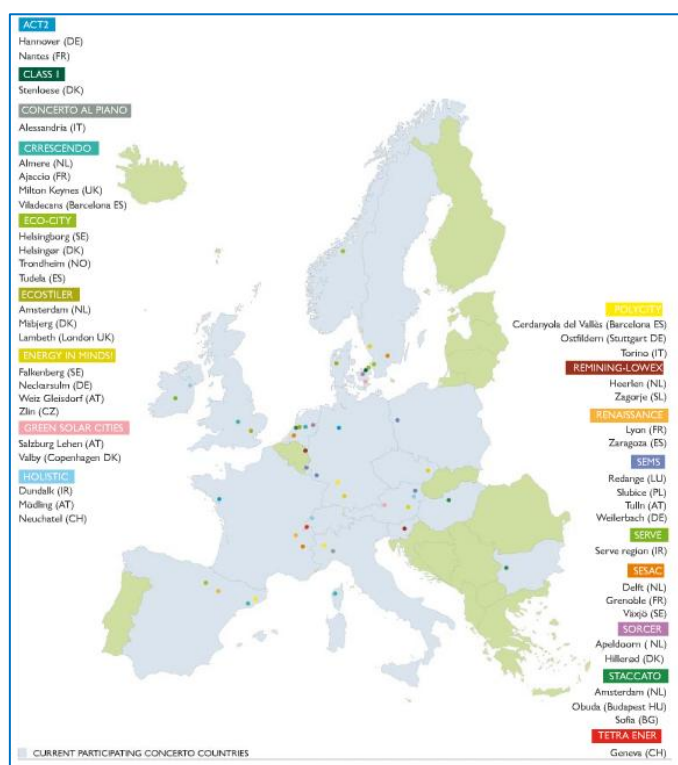 ACT2
Hannover (DE)
Nantes (FR)
CLASS 1
Stenloese (DK)
CONCERTO AL PIANO
Alessandria (IT)
CRRESCENDO
Almere (NL)
Ajaccio (FR)
Milton Keynes (UK)
Viladecans (Barcelona ES)
ECO-CITY
Helsingborg (SE)
Helsingør (DK)
Trondheim (NO)
Tudela (ES)
ECOSTILER
Amsterdam (NL)
Mabjerg (DK)
Lambeth (London UK)
ENERGY IN MINDS!
Falkenberg (SE)
Neckarsulm (DE)
Weiz Gleisdorf (AT)
Zlin (CZ)
GREEN SOLAR CITIES
Salzburg Lehen (AT)
Valby (Copenhagen DK)
HOLISTIC
Dundalk (IR)
Mödling (AT)
Neuchatel (CH)
POLYCITY
Cerdanyola del Vallès (Barcelona ES)
Ostfildern (Stuttgart DE)
Torino (IT)
REMINING-LOWEX
Heerlen (NL)
Zagorje (SL)
RENAISSANCE
Lyon (FR)
Zaragoza (ES)
SEMS
Redange (LU)
Slubice (PL)
Tulln (AT)
Weilerbach (DE)
SERVE
Serve region (IR)
SESAC
Delft (NL)
Grenoble (FR)
Växjö (SE)
SORCER
Apeldoorn ( NL)
Hillerød (DK)
STACCATO
Amsterdam (NL)
Obuda (Budapest HU)
Sofia (BG)
TETRA ENER
Geneva (CH)
CURRENT PARTICIPATING CONCERTO COUNTRIES